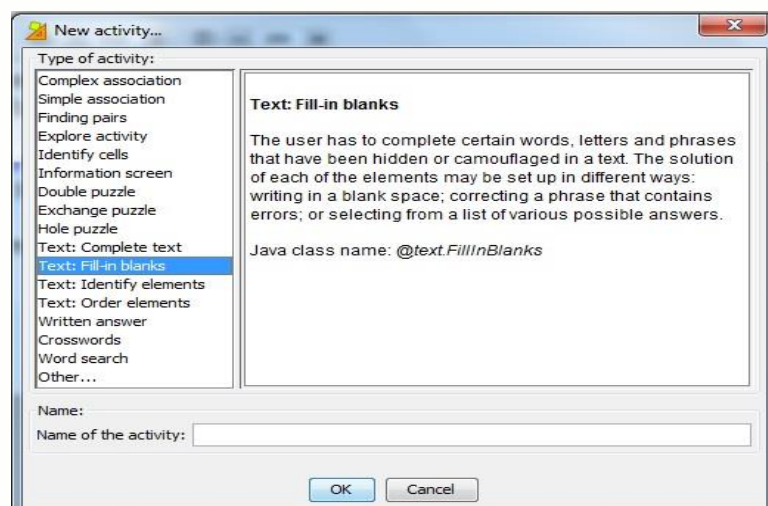 New activity...
Type of activity:
Complex association
Simple association
Finding pairs
Explore activity
Identify cells
Information screen
Double puzzle
Exchange puzzle
Hole puzzle
Text: Complete text
Text: Fill-in blanks
Text: Identify elements
Text: Order elements
Written answer
Crosswords
Word search
Other...
Text: Fill-in blanks
The user has to complete certain words, letters and phrases
that have been hidden or camouflaged in a text. The solution
of each of the elements may be set up in different ways:
writing in a blank space; correcting a phrase that contains
errors; or selecting from a list of various possible answers.
Java class name: @text.FillInBlanks
Name:
Name of the activity:
OK
Cancel